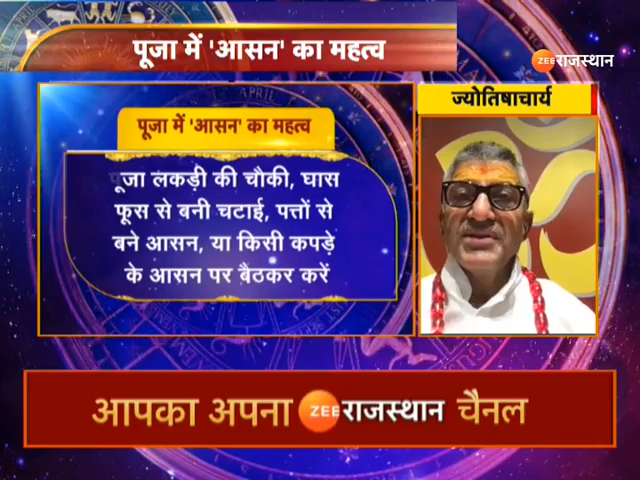 पूजा में 'आसन' का महत्व
ZEE राजस्थान
ज्योतिषाचार्य
पूजा में 'आसन' का महत्व
पूजा लकड़ी की चौकी, घास
फूस से बनी चटाई, पत्तों से
बने आसन, या किसी कपड़े
के आसन पर बैठकर करें
APRIL
आपका अपना ZEE राजस्थान चैनल